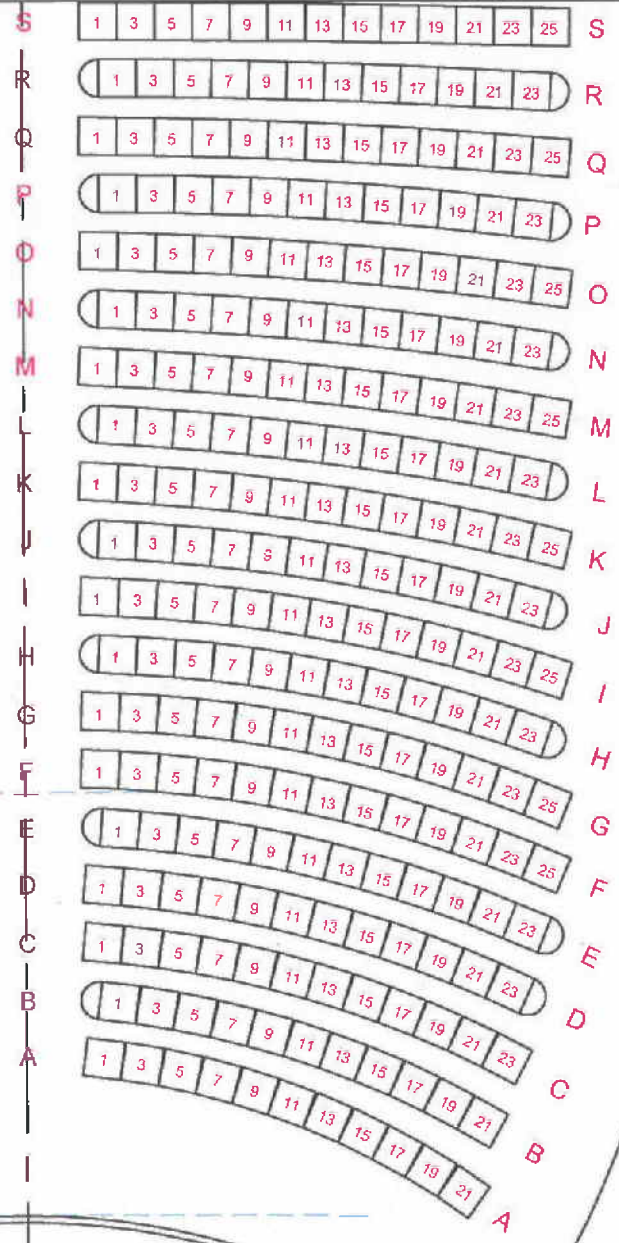 S 1 3 5 7 9 11 13 15 17 19 21 23 25 S
R 1 3 5 7 9 11 13 15 17 19 21 23 R
Q 1 3 5 7 9 11 13 15 17 19 21 23 25 Q
P 1 3 5 7 9 11 13 15 17 19 21 23 P
O 1 3 5 7 9 11 13 15 17 19 21 23 25 O
N 1 3 5 7 9 11 13 15 17 19 21 23 N
M 1 3 5 7 9 11 13 15 17 19 21 23 25 M
L 1 3 5 7 9 11 13 15 17 19 21 23 L
K 1 3 5 7 9 11 13 15 17 19 21 23 25 K
J 1 3 5 7 9 11 13 15 17 19 21 23 J
I 1 3 5 7 9 11 13 15 17 19 21 23 25 I
H 1 3 5 7 9 11 13 15 17 19 21 23 H
G 1 3 5 7 9 11 13 15 17 19 21 23 25 G
F 1 3 5 7 9 11 13 15 17 19 21 23 25 F
E 1 3 5 7 9 11 13 15 17 19 21 23 E
D 1 3 5 7 9 11 13 15 17 19 21 23 D
C 1 3 5 7 9 11 13 15 17 19 21 23 C
B 1 3 5 7 9 11 13 15 17 19 21 B
A 1 3 5 7 9 11 13 15 17 19 21 A